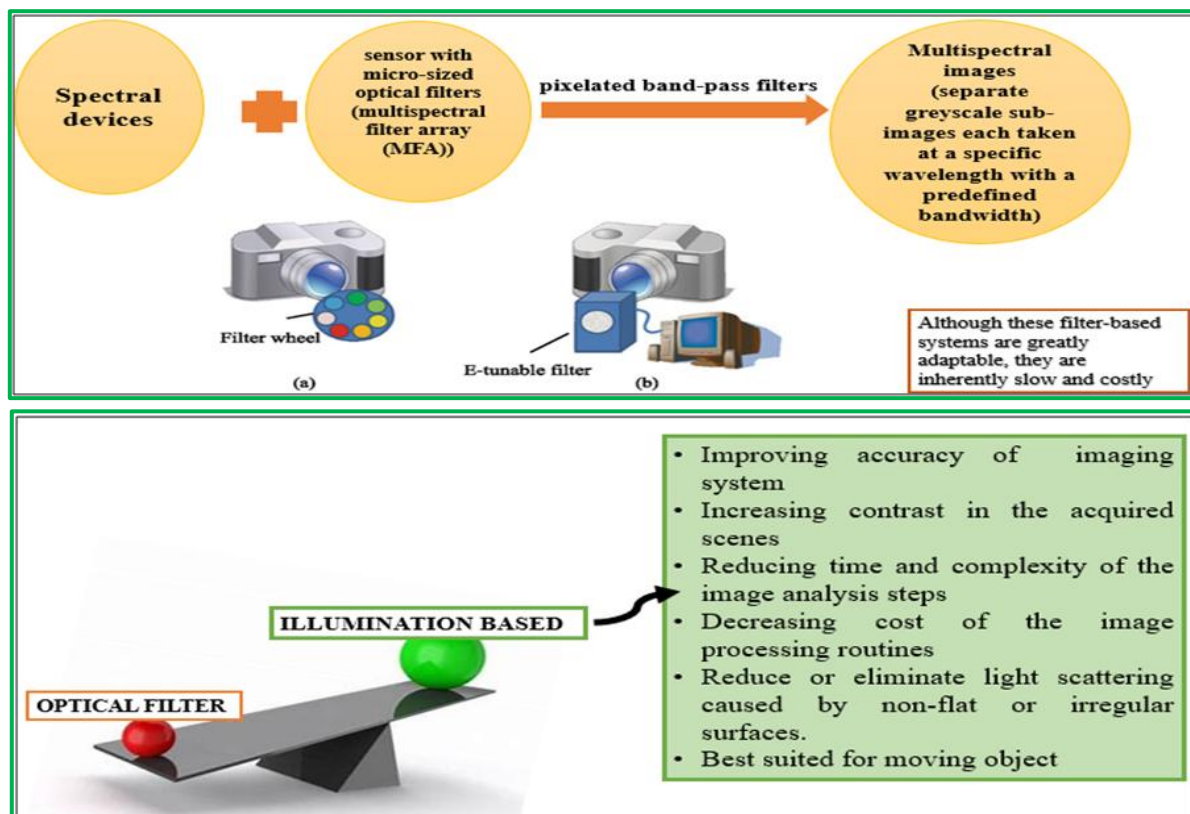 Spectral
devices
sensor with
micro-sized
optical filters
(multispectral
filter array
(MFA))
pixelated band-pass filters
Multispectral
images
(separate
greyscale sub-
images each taken
at a specific
wavelength with a
predefined
bandwidth)
Filter wheel
(a)
E-tunable filter
(b)
Although these filter-based
systems are greatly
adaptable, they are
inherently slow and costly
OPTICAL FILTER
ILLUMINATION BASED
• Improving accuracy of imaging
system
• Increasing contrast in the acquired
scenes
• Reducing time and complexity of the
image analysis steps
• Decreasing cost of the image
processing routines
• Reduce or eliminate light scattering
caused by non-flat or irregular
surfaces.
• Best suited for moving object